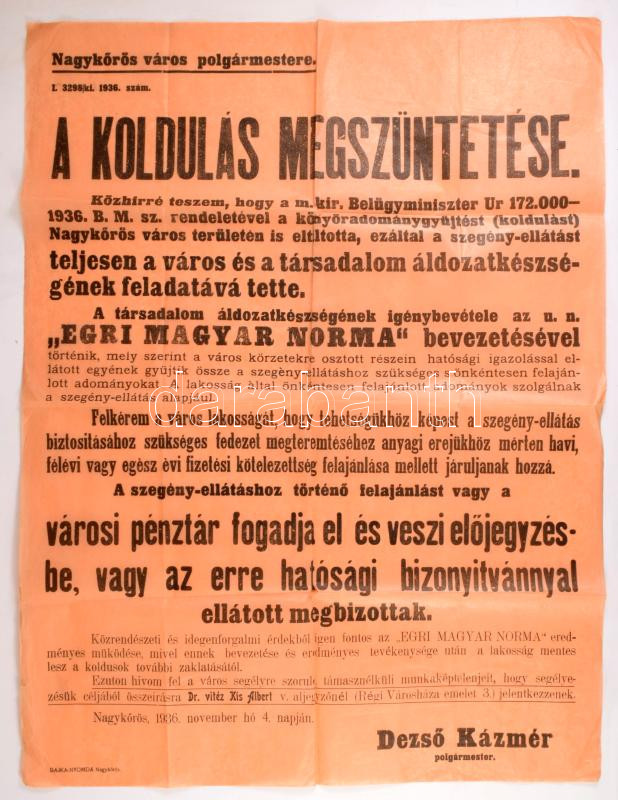 Nagykőrös város polgármestere.
I. 3298/ki. 1936. szám.
A KOLDULÁS MEGSZÜNTETÉSE.
Közhirré teszem, hogy a m. kir. Belügyminiszter Ur 172.000—
1936. B. M. sz. rendeletével a könyöradománygyüjtést (koldulást)
Nagykőrös város területén is eltiltotta, ezáltal a szegény-ellátást
teljesen a város és a társadalom áldozatkészsé-
gének feladatává tette.
A társadalom áldozatkészségének igénybevétele az u. n.
„EGRI MAGYAR NORMA“ bevezetésével
történik, mely szerint a város körzetekre osztott részein hatósági igazolással el-
látott egyének gyüjtik össze a szegény-ellátáshoz szükséges önkéntesen felaján-
lott adományokat. A lakosság által önkéntesen felajánlott adományok szolgálnak
a szegény-ellátás alapjául.
darabanth
Felkérem a város lakosságát, hogy tehetségükhöz képest a szegény-ellátás
biztositásához szükséges fedezet megteremtéséhez anyagi erejükhöz mérten havi,
félévi vagy egész évi fizetési kötelezettség felajánlása mellett járuljanak hozzá.
A szegény-ellátáshoz történő felajánlást vagy a
városi pénztár fogadja el és veszi előjegyzés-
be, vagy az erre hatósági bizonyitvánnyal
ellátott megbizottak.
Közrendészeti és idegenforgalmi érdekből igen fontos az „EGRI MAGYAR NORMA“ ered-
ményes müködése, mivel ennek bevezetése és eredményes tevékenysége után a lakosság mentes
lesz a koldusok további zaklatásától.
Ezuton hivom fel a város segélyre szoruló támasznélküli munkaképtelenjeit, hogy segélye-
zésük céljából összeirásra Dr. vitéz Kis Albert v. aljegyzőnél (Régi Városháza emelet 3.) jelentkezzenek.
Nagykőrös, 1936. november hó 4. napján.
Dezső Kázmér
polgármester.
BAJKA-NYOMDA Nagykőrös.